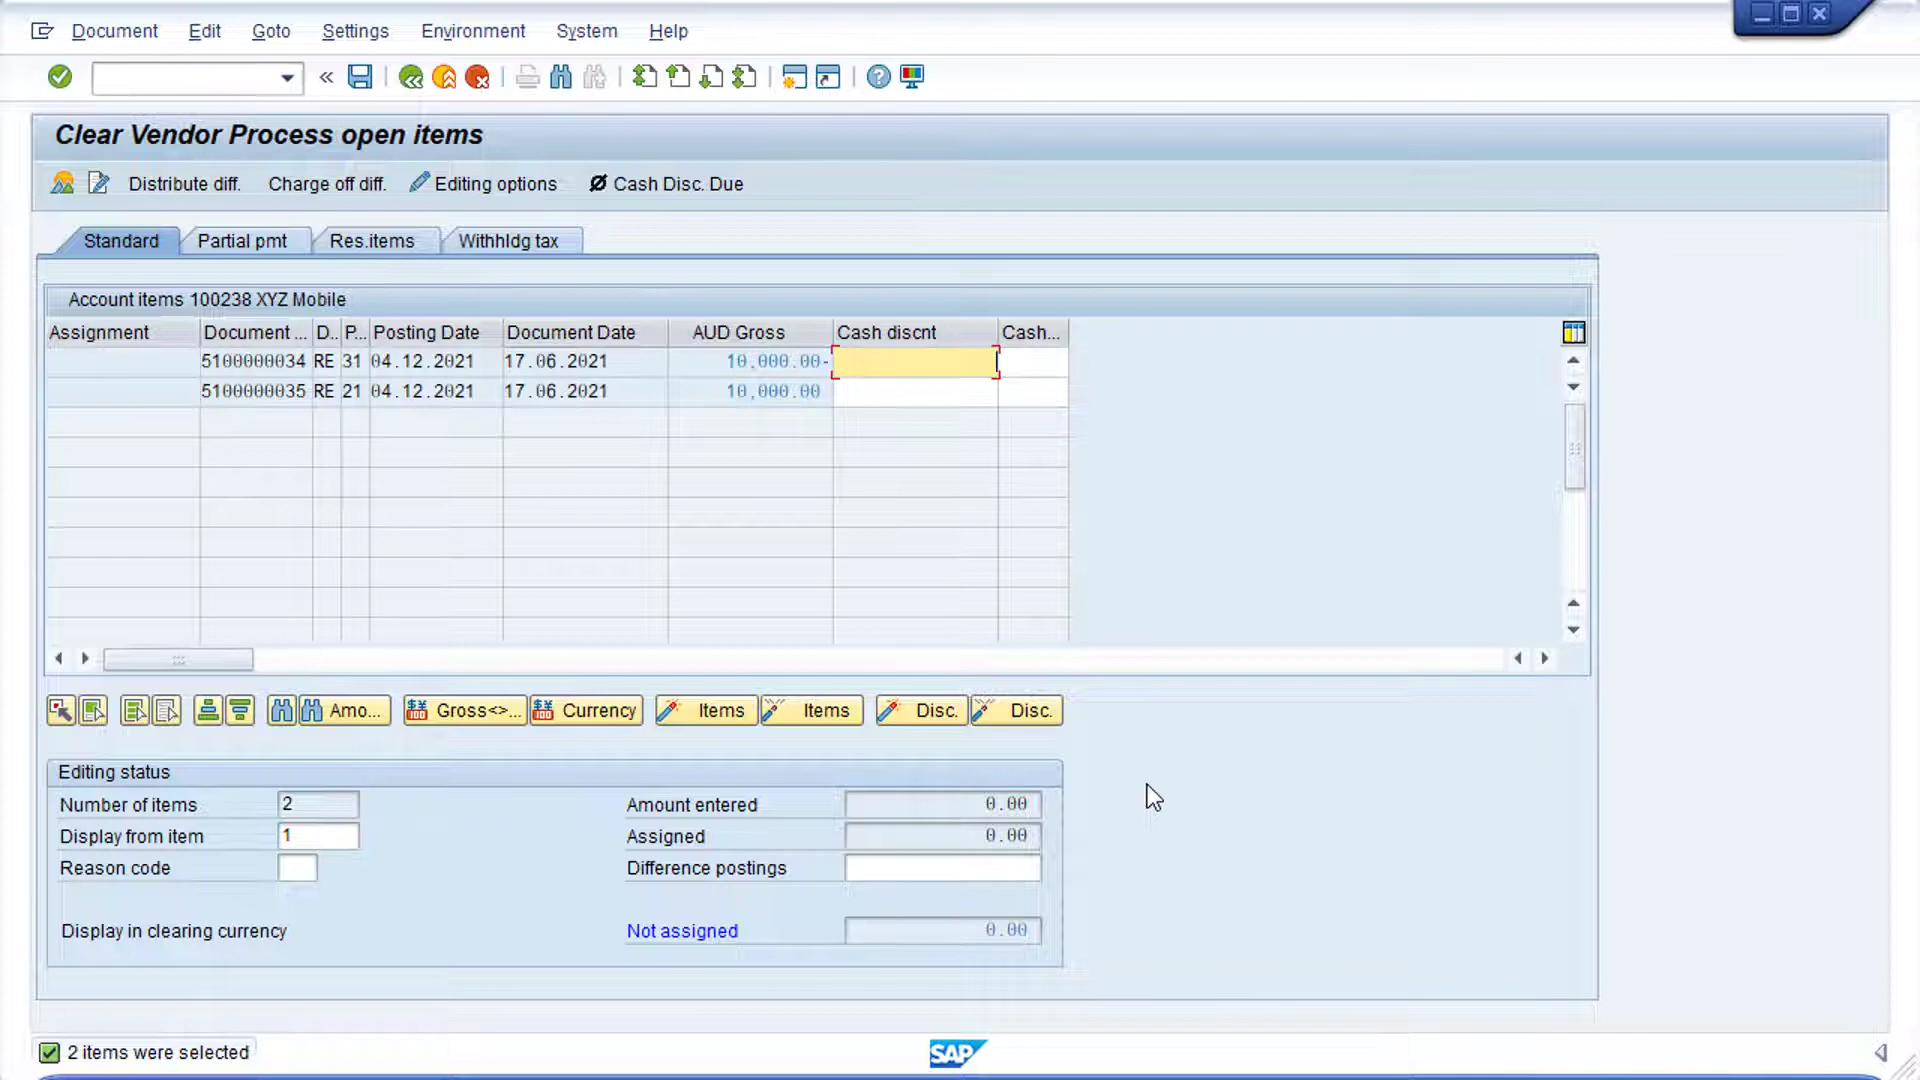 Document Edit Goto Settings Environment System Help
Clear Vendor Process open items
Distribute diff. Charge off diff. Editing options Cash Disc. Due
Standard Partial pmt Res.items Withhldg tax
Account items 100238 XYZ Mobile
Assignment Document ... D.. P... Posting Date Document Date AUD Gross Cash discnt Cash...
5100000034 RE 31 04.12.2021 17.06.2021 10,000.00-
5100000035 RE 21 04.12.2021 17.06.2021 10,000.00
Amo... Gross<>... Currency Items Items Disc. Disc.
Editing status
Number of items 2 Amount entered 0.00
Display from item 1 Assigned 0.00
Reason code Difference postings
Display in clearing currency Not assigned 0.00
2 items were selected SAP